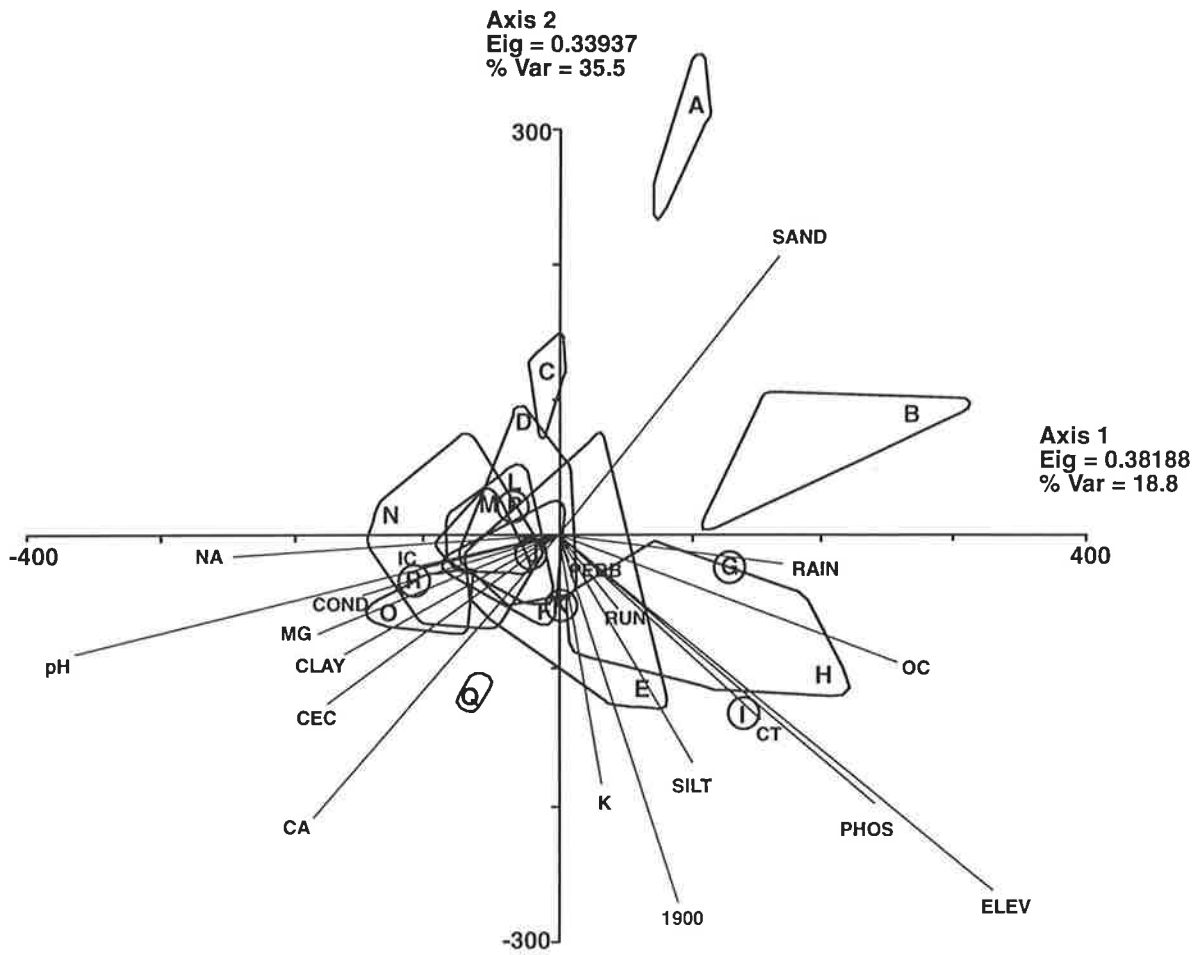 Axis 2
Eig = 0.33937
% Var = 35.5
A
300
SAND
C
B
D
Axis 1
Eig = 0.38188
% Var = 18.8
L
M
N
-400
400
NA
IC
G
RAIN
PERB
R
COND
O
RUN
MG
pH
CLAY
OC
H
E
Q
CEC
I
CT
SILT
K
CA
PHOS
ELEV
1900
-300